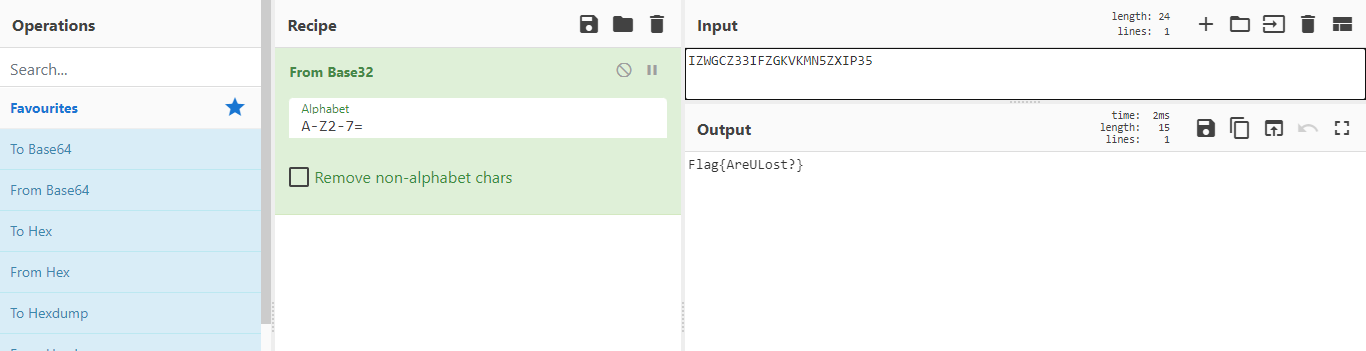 Operations
Search...
Favourites
To Base64
From Base64
To Hex
From Hex
To Hexdump
Recipe
From Base32
Alphabet
A-Z2-7=
Remove non-alphabet chars
Input
length: 24
lines: 1
IZWGCZ33IFZGKVKMN5ZXIP35
Output
time: 2ms
length: 15
lines: 1
Flag{AreULost?}